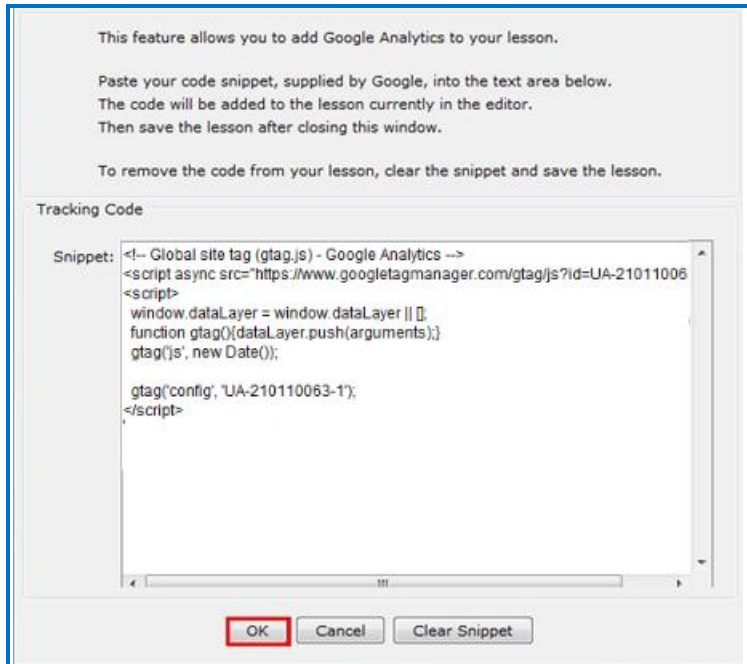 This feature allows you to add Google Analytics to your lesson.
Paste your code snippet, supplied by Google, into the text area below.
The code will be added to the lesson currently in the editor.
Then save the lesson after closing this window.
To remove the code from your lesson, clear the snippet and save the lesson.
Tracking Code
Snippet:
<!-- Global site tag (gtag.js) - Google Analytics -->
<script async src="https://www.googletagmanager.com/gtag/js?id=UA-21011006
<script>
window.dataLayer = window.dataLayer || [];
function gtag(){dataLayer.push(arguments);}
gtag('js', new Date());
gtag('config', 'UA-210110063-1');
</script>
OK Cancel Clear Snippet